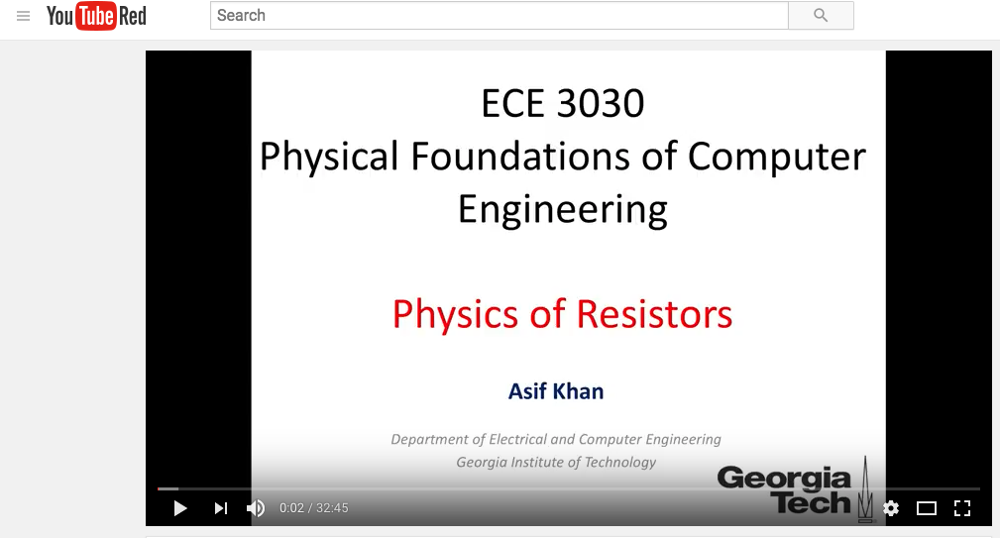 YouTube Red
Search
ECE 3030
Physical Foundations of Computer
Engineering
Physics of Resistors
Asif Khan
Department of Electrical and Computer Engineering
Georgia Institute of Technology
Georgia
Tech
0:02 / 32:45